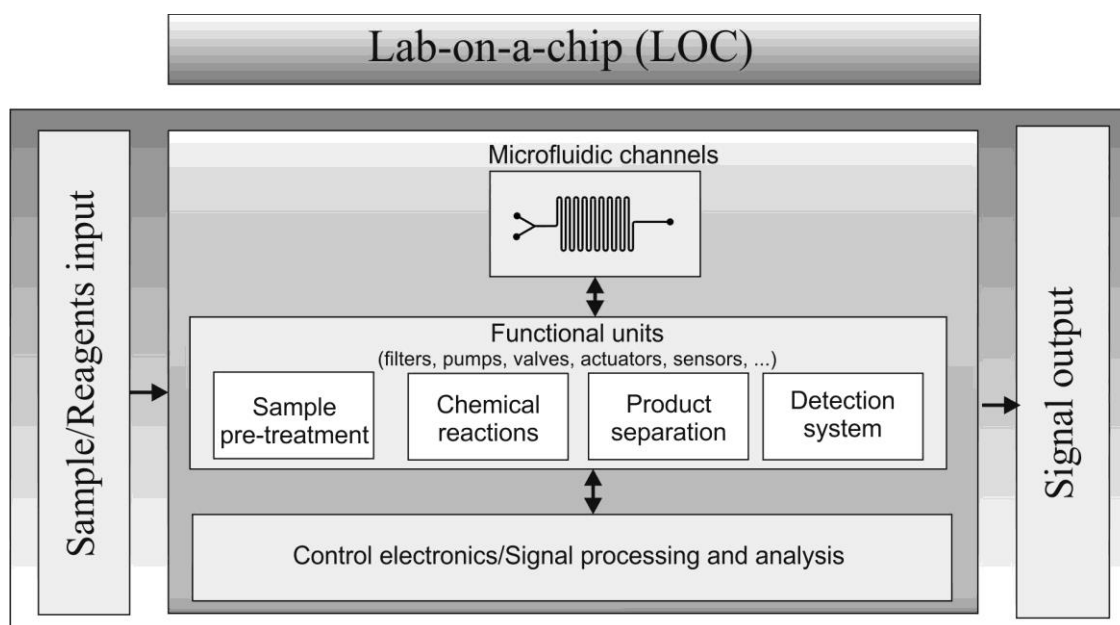 Lab-on-a-chip (LOC)
Sample/Reagents input
Microfluidic channels
Functional units
(filters, pumps, valves, actuators, sensors, ...)
Sample
pre-treatment
Chemical
reactions
Product
separation
Detection
system
Control electronics/Signal processing and analysis
Signal output